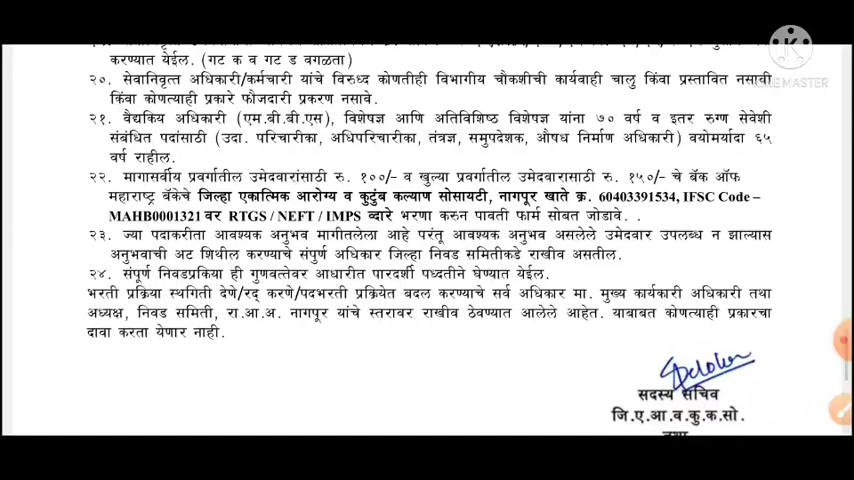 करण्यात येईल. (गट क व गट ड वगळता)
KINEMASTER
२०. सेवानिवृत्त अधिकारी/कर्मचारी यांचे विरुध्द कोणतीही विभागीय चौकशीची कार्यवाही चालु किंवा प्रस्तावित नसावी
किंवा कोणत्याही प्रकारे फौजदारी प्रकरण नसावे.
२१. वैद्यकिय अधिकारी (एम.बी.बी.एस), विशेषज्ञ आणि अतिविशिष्ठ विशेषज्ञ यांना ७० वर्ष व इतर रुग्ण सेवेशी
संबंधित पदांसाठी (उदा. परिचारीका, अधिपरिचारीका, तंत्रज्ञ, समुपदेशक, औषध निर्माण अधिकारी) वयोमर्यादा ६५
वर्ष राहील.
२२. मागासर्वीय प्रवर्गातील उमेदवारांसाठी रु. १००/- व खुल्या प्रवर्गातील उमेदवारासाठी रु. १५०/- चे बॅक ऑफ
महाराष्ट्र बॅकेचे जिल्हा एकात्मिक आरोग्य व कुटुंब कल्याण सोसायटी, नागपूर खाते क्र. 60403391534, IFSC Code –
MAHB0001321 वर RTGS / NEFT / IMPS व्दारे भरणा करुन पावती फार्म सोबत जोडावे. .
२३. ज्या पदाकरीता आवश्यक अनुभव मागीतलेला आहे परंतू आवश्यक अनुभव असलेले उमेदवार उपलब्ध न झाल्यास
अनुभवाची अट शिथील करण्याचे संपुर्ण अधिकार जिल्हा निवड समितीकडे राखीव असतील.
२४. संपूर्ण निवडप्रकिया ही गुणवत्तेवर आधारीत पारदर्शी पध्दतीने घेण्यात येईल.
भरती प्रक्रिया स्थगिती देणे/रद्द करणे/पदभरती प्रक्रियेत बदल करण्याचे सर्व अधिकार मा. मुख्य कार्यकारी अधिकारी तथा
अध्यक्ष, निवड समिती, रा.आ.अ. नागपूर यांचे स्तरावर राखीव ठेवण्यात आलेले आहेत. याबाबत कोणत्याही प्रकारचा
दावा करता येणार नाही.
सदस्य सचिव
जि.ए.आ.व.कु.क.सो.